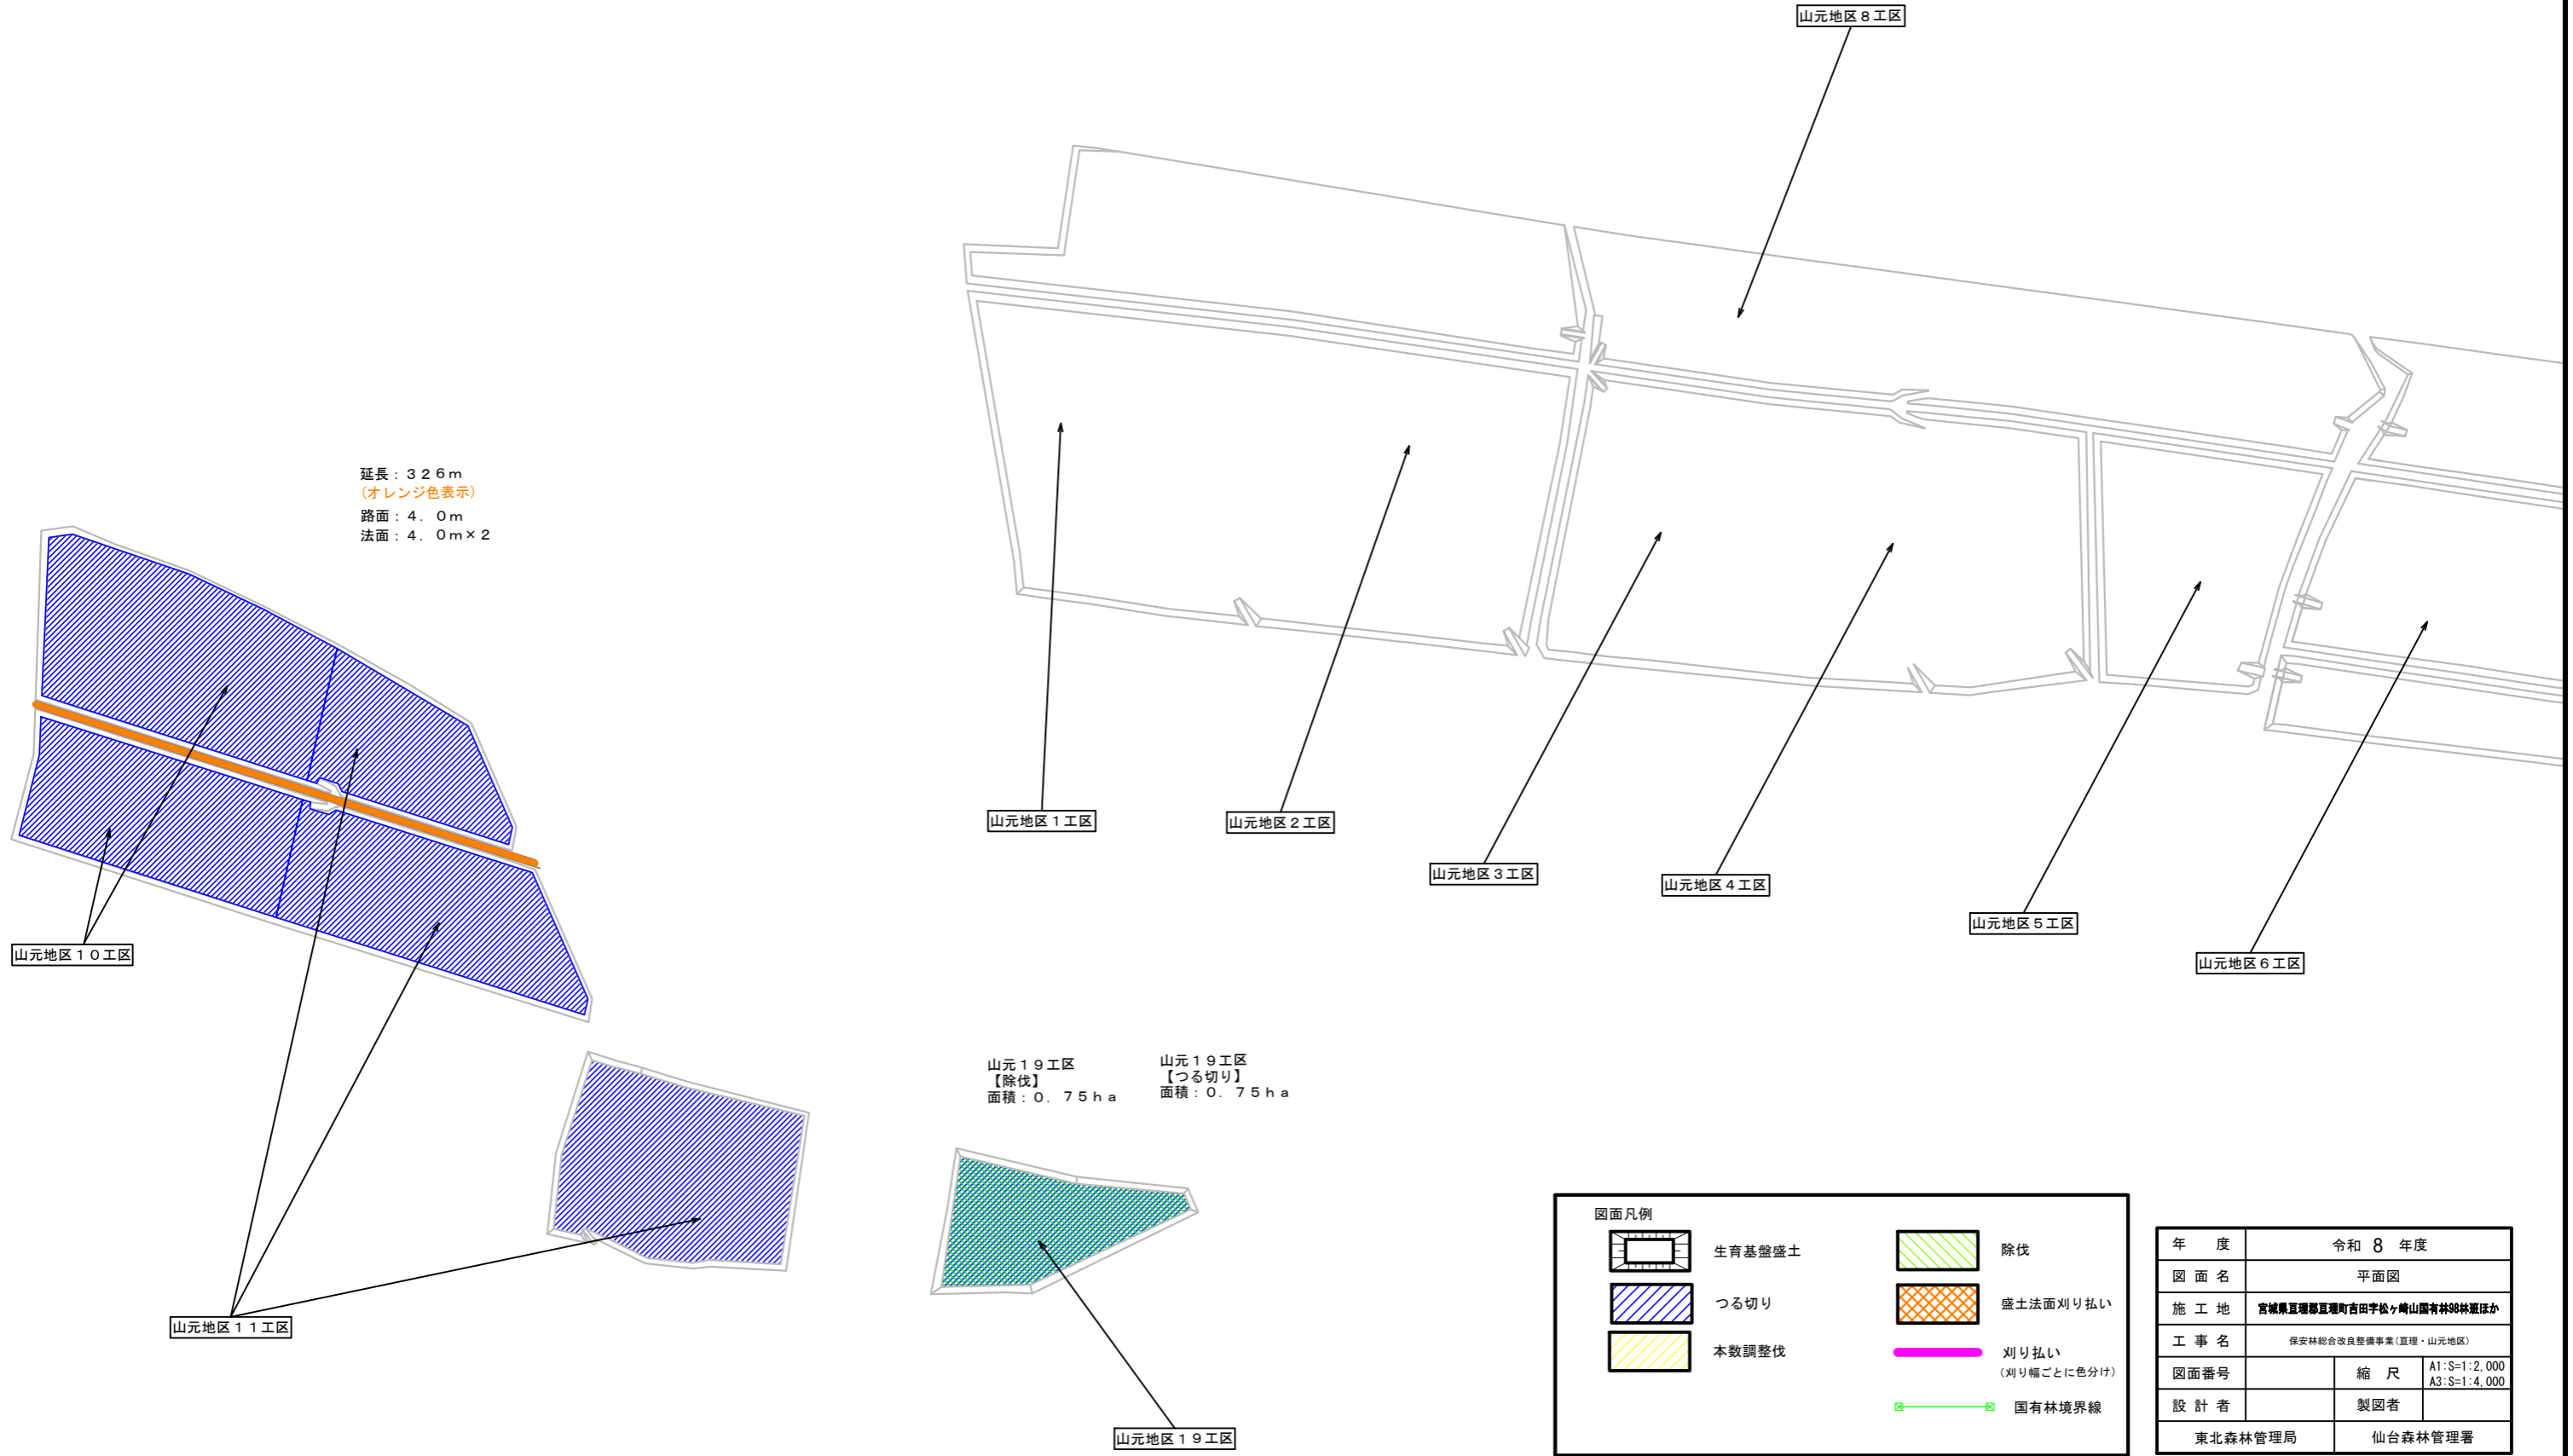 山元地区８工区
延長：３２６ｍ
（オレンジ色表示）
路面：４．０ｍ
法面：４．０ｍ×２
山元地区１工区
山元地区２工区
山元地区３工区
山元地区４工区
山元地区５工区
山元地区６工区
山元地区１０工区
山元地区１１工区
山元１９工区
【除伐】
面積：０．７５ｈａ
山元１９工区
【つる切り】
面積：０．７５ｈａ
山元地区１９工区
図面凡例
生育基盤盛土
つる切り
本数調整伐
除伐
盛土法面刈り払い
刈り払い
（刈り幅ごとに色分け）
国有林境界線
年　度　令和 8 年度
図 面 名　平面図
施 工 地　宮城県亘理郡亘理町吉田字松ヶ崎山国有林98林班ほか
工 事 名　保安林総合改良整備事業（亘理・山元地区）
図面番号　縮　尺　A1:S=1:2,000
A3:S=1:4,000
設 計 者　製図者
東北森林管理局　仙台森林管理署